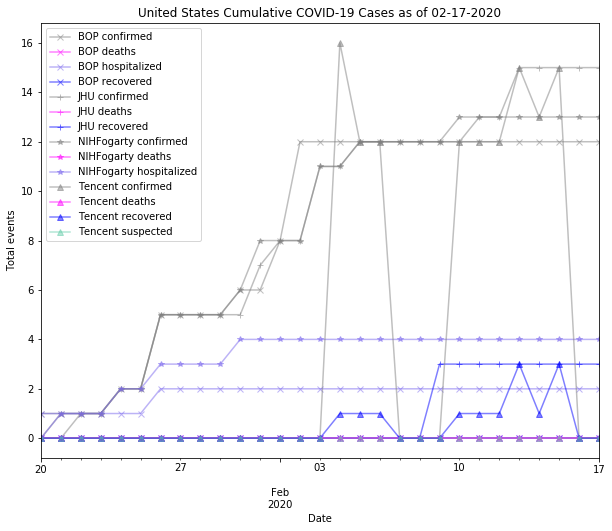 United States Cumulative COVID-19 Cases as of 02-17-2020
BOP confirmed
BOP deaths
BOP hospitalized
BOP recovered
JHU confirmed
JHU deaths
JHU recovered
NIHFogarty confirmed
NIHFogarty deaths
NIHFogarty hospitalized
Tencent confirmed
Tencent deaths
Tencent recovered
Tencent suspected
Total events
16
14
12
10
8
6
4
2
0
20 27 03 10 17
Feb
2020
Date